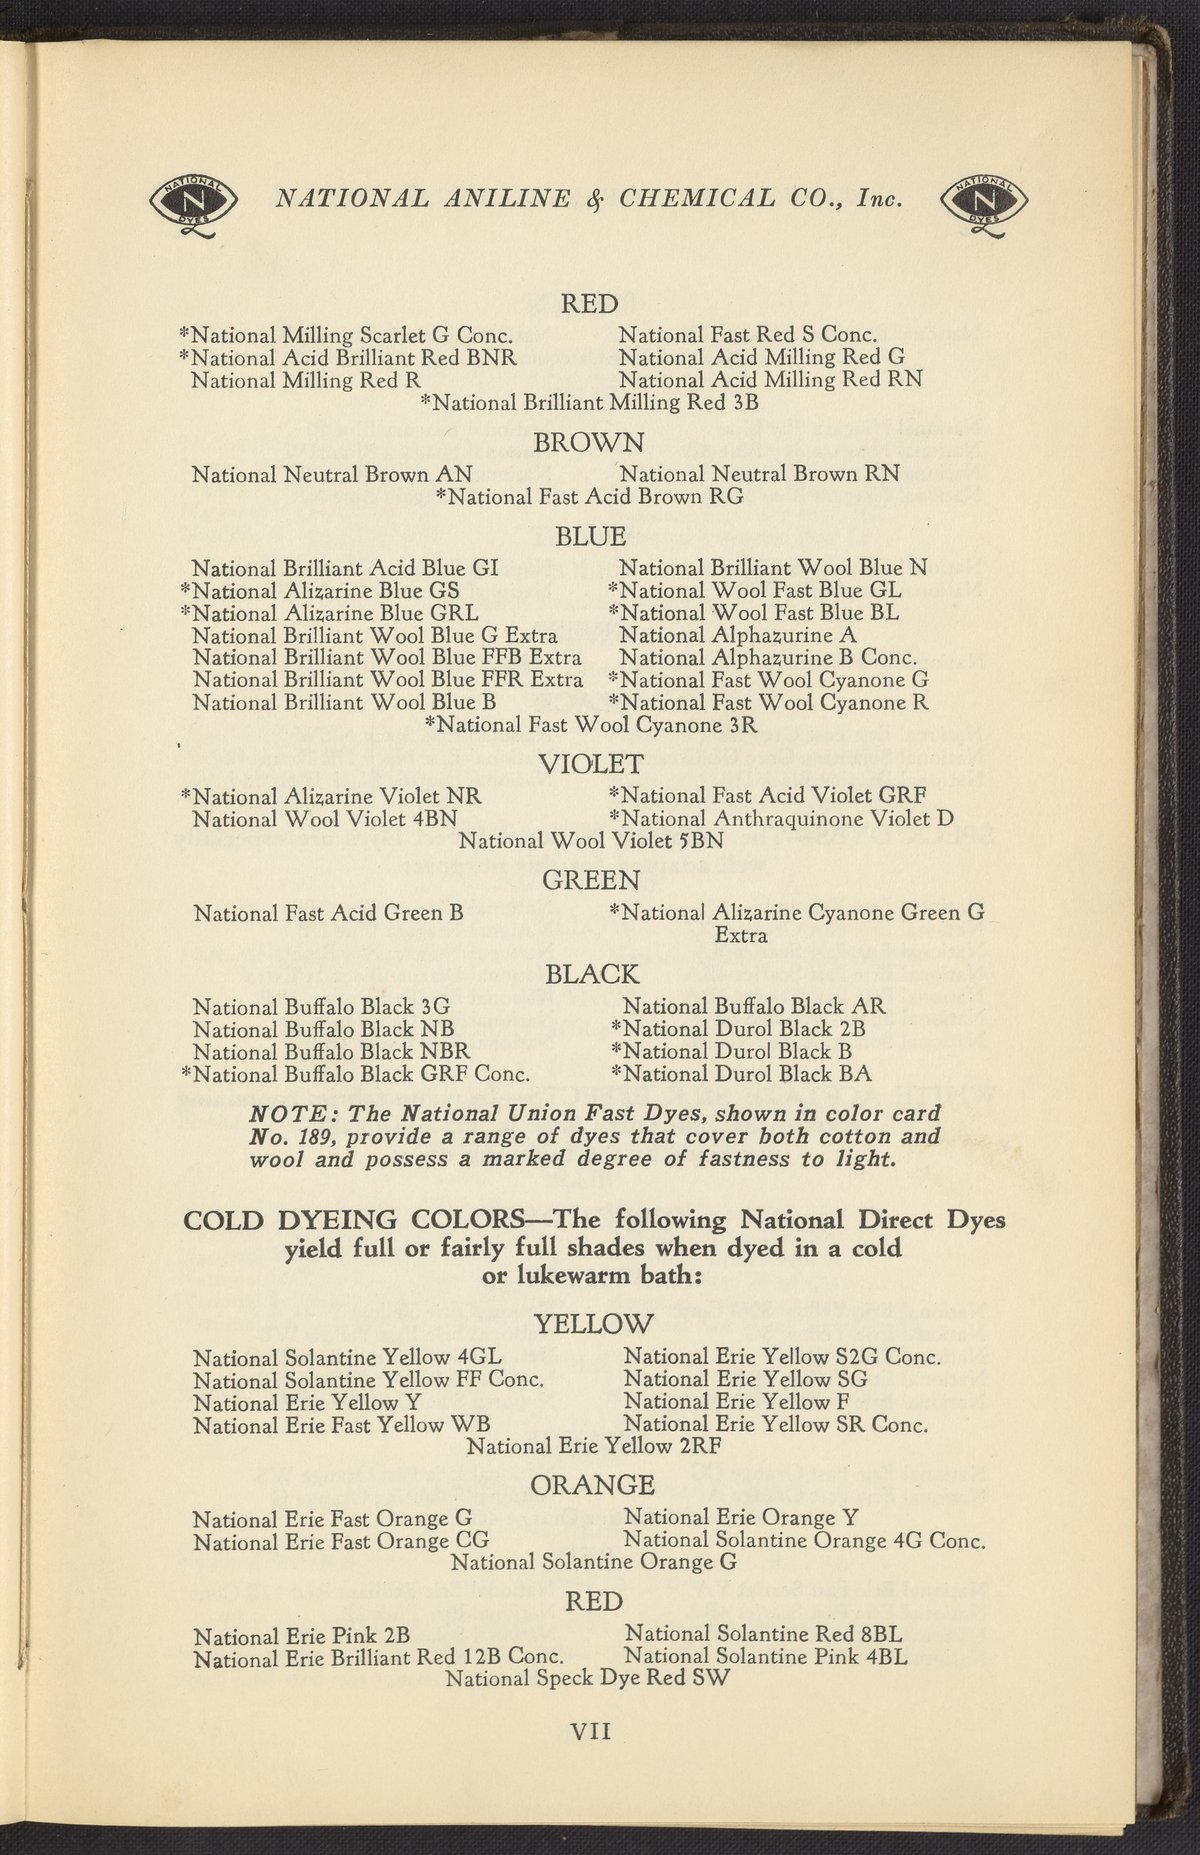 NATIONAL N DYES NATIONAL ANILINE & CHEMICAL CO., Inc. NATIONAL N DYES
RED
*National Milling Scarlet G Conc. National Fast Red S Conc.
*National Acid Brilliant Red BNR National Acid Milling Red G
National Milling Red R National Acid Milling Red RN
*National Brilliant Milling Red 3B
BROWN
National Neutral Brown AN National Neutral Brown RN
*National Fast Acid Brown RG
BLUE
National Brilliant Acid Blue GI National Brilliant Wool Blue N
*National Alizarine Blue GS *National Wool Fast Blue GL
*National Alizarine Blue GRL *National Wool Fast Blue BL
National Brilliant Wool Blue G Extra National Alphazurine A
National Brilliant Wool Blue FFB Extra National Alphazurine B Conc.
National Brilliant Wool Blue FFR Extra *National Fast Wool Cyanone G
National Brilliant Wool Blue B *National Fast Wool Cyanone R
*National Fast Wool Cyanone 3R
VIOLET
*National Alizarine Violet NR *National Fast Acid Violet GRF
National Wool Violet 4BN *National Anthraquinone Violet D
National Wool Violet 5BN
GREEN
National Fast Acid Green B *National Alizarine Cyanone Green G
Extra
BLACK
National Buffalo Black 3G National Buffalo Black AR
National Buffalo Black NB *National Durol Black 2B
National Buffalo Black NBR *National Durol Black B
*National Buffalo Black GRF Conc. *National Durol Black BA
NOTE: The National Union Fast Dyes, shown in color card
No. 189, provide a range of dyes that cover both cotton and
wool and possess a marked degree of fastness to light.
COLD DYEING COLORS—The following National Direct Dyes
yield full or fairly full shades when dyed in a cold
or lukewarm bath:
YELLOW
National Solantine Yellow 4GL National Erie Yellow S2G Conc.
National Solantine Yellow FF Conc. National Erie Yellow SG
National Erie Yellow Y National Erie Yellow F
National Erie Fast Yellow WB National Erie Yellow SR Conc.
National Erie Yellow 2RF
ORANGE
National Erie Fast Orange G National Erie Orange Y
National Erie Fast Orange CG National Solantine Orange 4G Conc.
National Solantine Orange G
RED
National Erie Pink 2B National Solantine Red 8BL
National Erie Brilliant Red 12B Conc. National Solantine Pink 4BL
National Speck Dye Red SW
VII